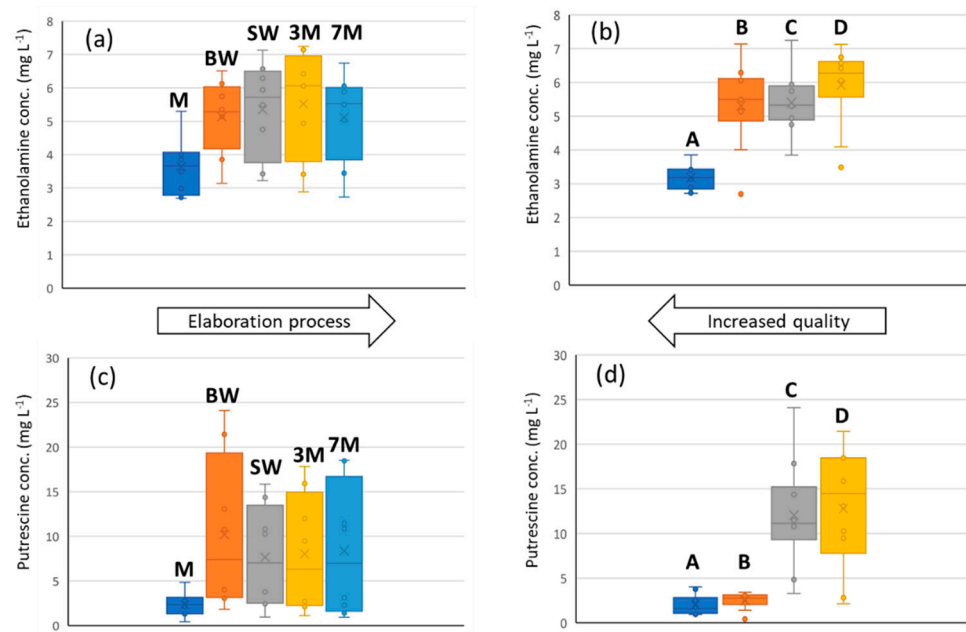 (a)
Ethanolamine conc. (mg L⁻¹)
8
7
6
5
4
3
2
1
0
M
BW
SW
3M
7M
(b)
Ethanolamine conc. (mg L⁻¹)
8
7
6
5
4
3
2
1
0
A
B
C
D
Elaboration process
Increased quality
(c)
Putrescine conc. (mg L⁻¹)
30
25
20
15
10
5
0
M
BW
SW
3M
7M
(d)
Putrescine conc. (mg L⁻¹)
30
25
20
15
10
5
0
A
B
C
D